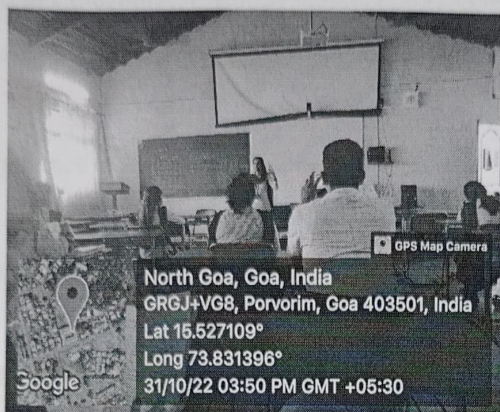 GPS Map Camera
North Goa, Goa, India
GRGJ+VG8, Porvorim, Goa 403501, India
Lat 15.527109°
Long 73.831396°
31/10/22 03:50 PM GMT +05:30
Google